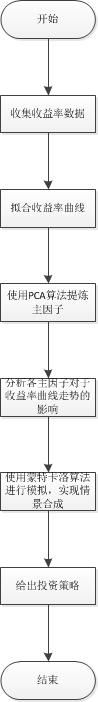 开始
收集收益率数据
拟合收益率曲线
使用PCA算法提炼
主因子
分析各主因子对于
收益率曲线走势的
影响
使用蒙特卡洛算法
进行模拟，实现情
景合成
给出投资策略
结束